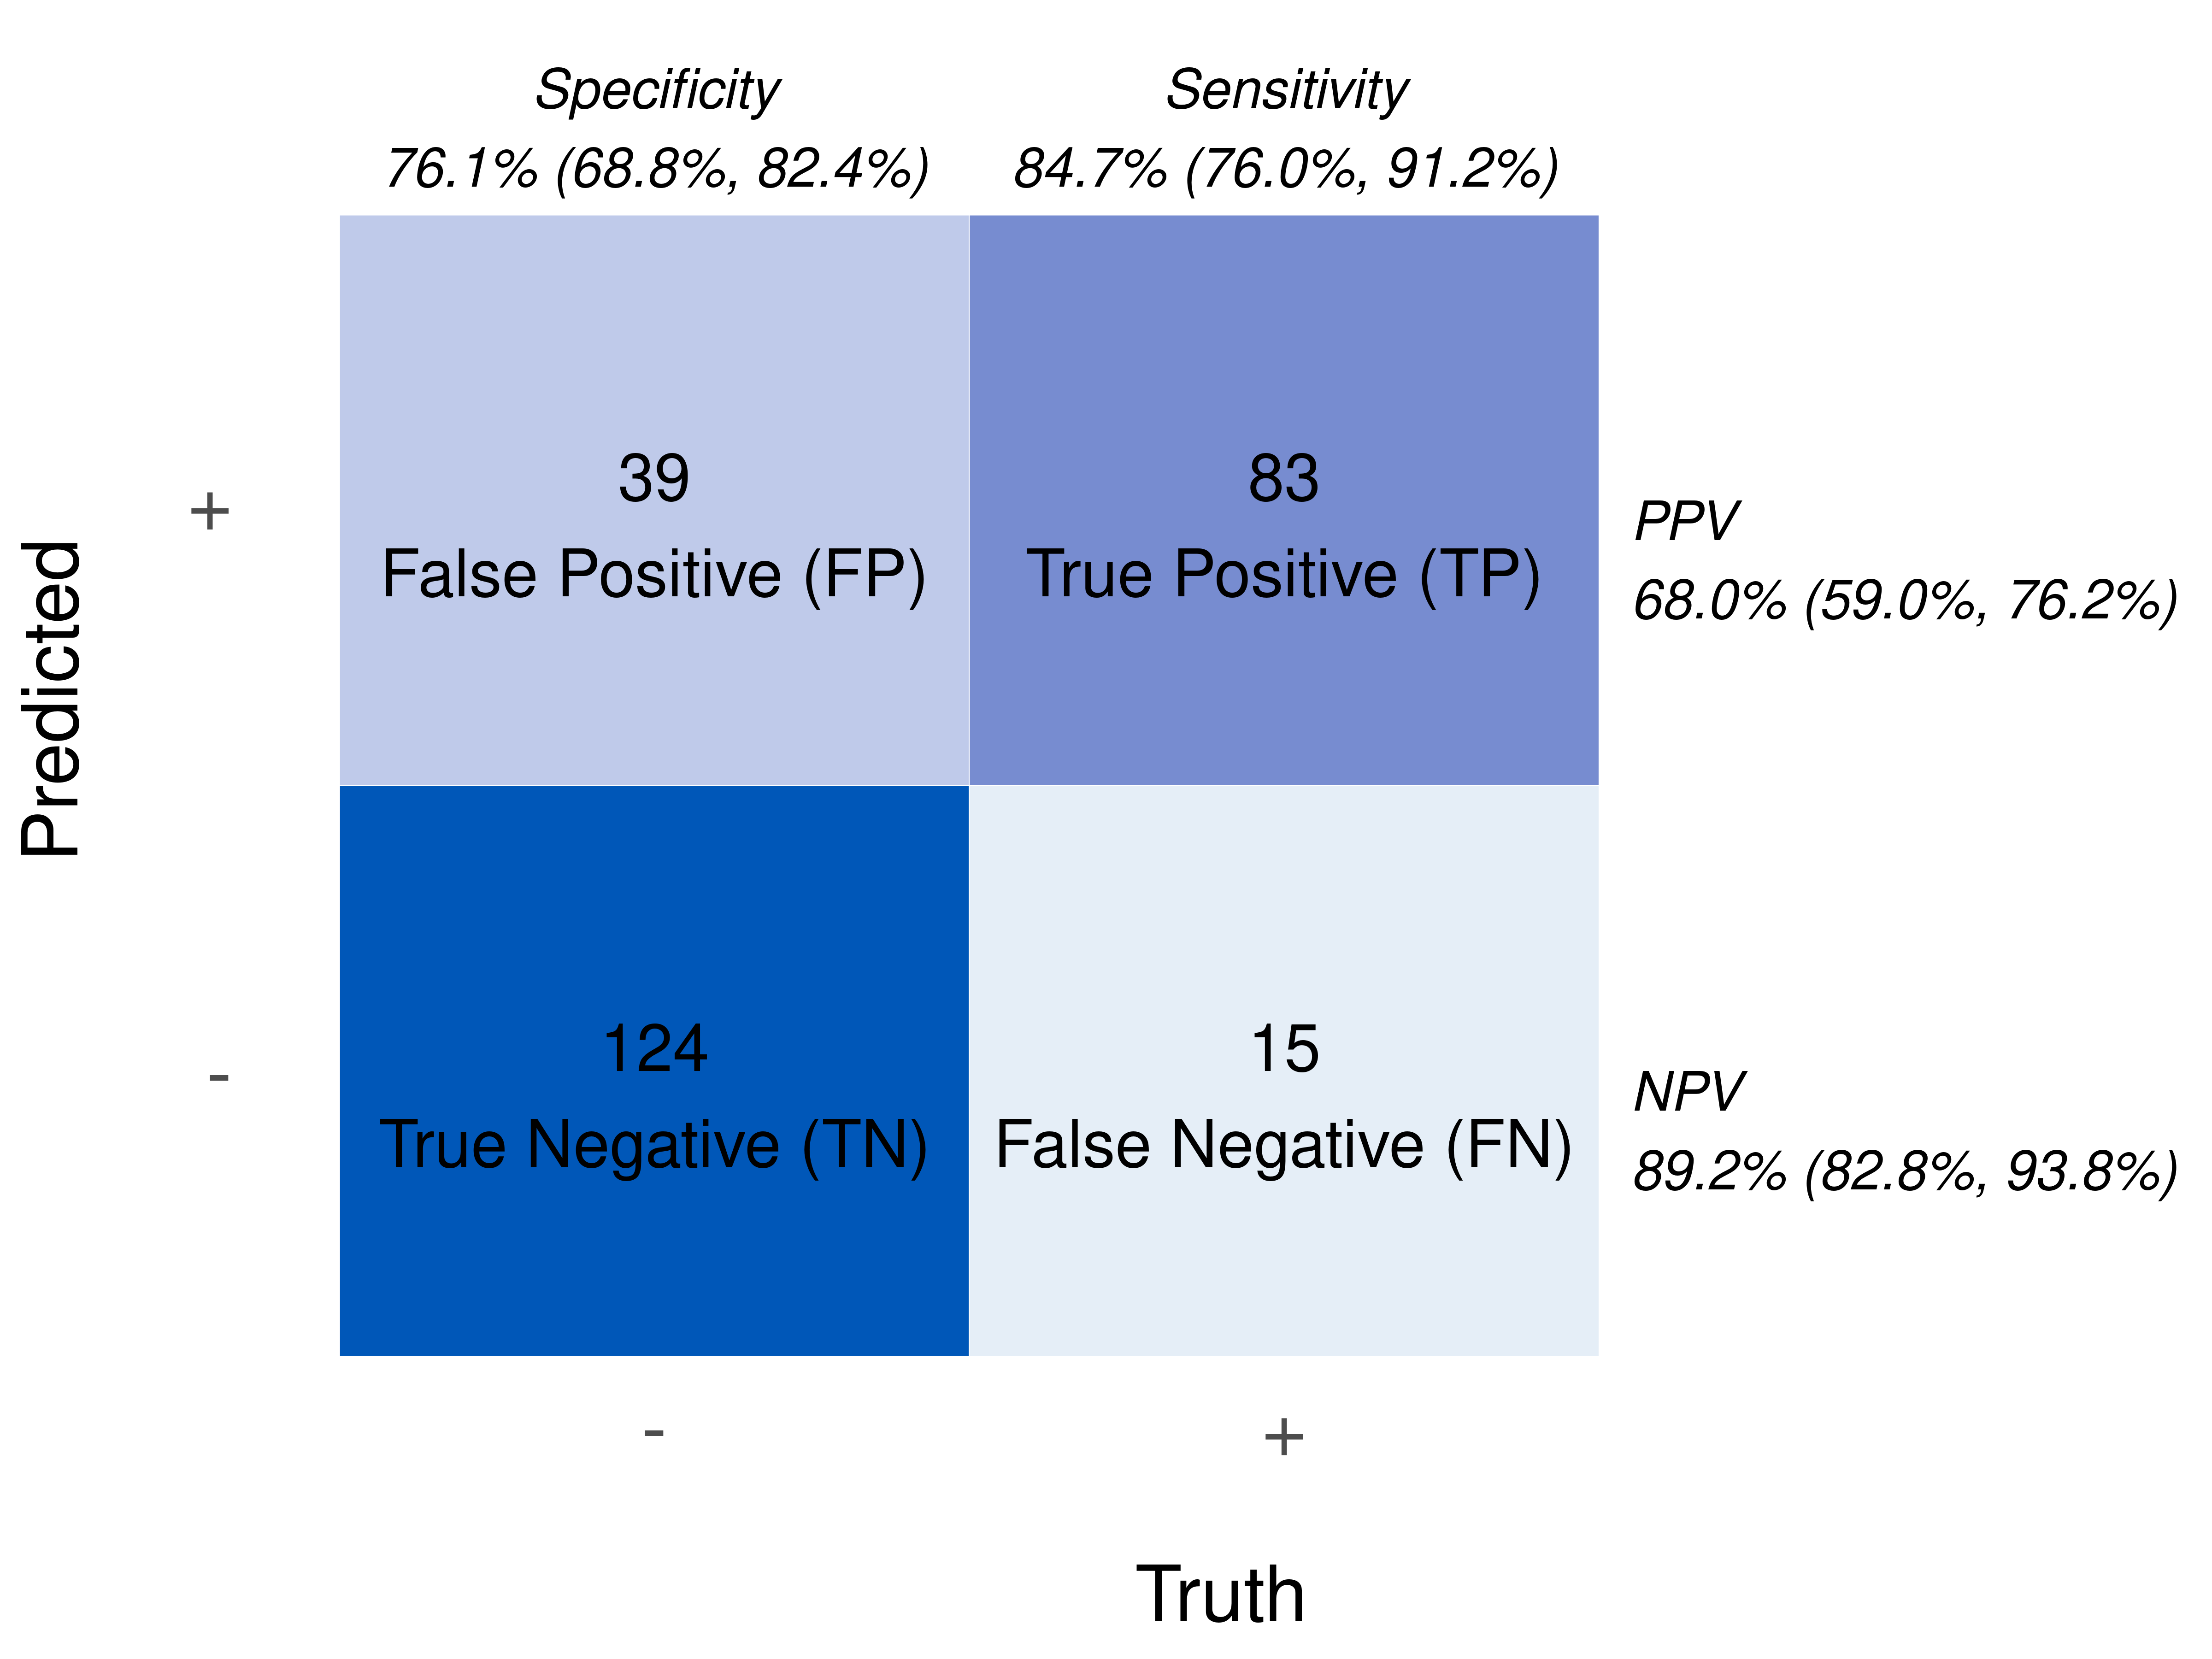 Specificity
76.1% (68.8%, 82.4%)
Sensitivity
84.7% (76.0%, 91.2%)
Predicted
+
39
False Positive (FP)
83
True Positive (TP)
PPV
68.0% (59.0%, 76.2%)
-
124
True Negative (TN)
15
False Negative (FN)
NPV
89.2% (82.8%, 93.8%)
-
+
Truth